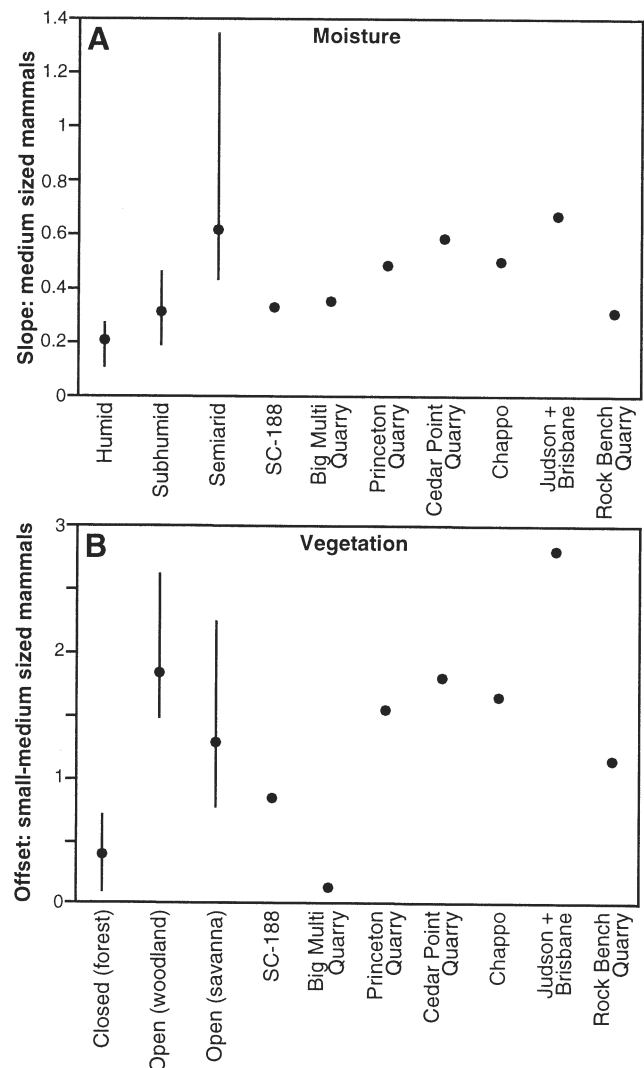 A
Moisture
Slope: medium sized mammals
1.4
1.2
1
0.8
0.6
0.4
0.2
0
Humid
Subhumid
Semiarid
SC-188
Big Multi
Quarry
Princeton
Quarry
Cedar Point
Quarry
Chappo
Judson +
Brisbane
Rock Bench
Quarry
B
Vegetation
Offset: small-medium sized mammals
3
2
1
0
Closed (forest)
Open (woodland)
Open (savanna)
SC-188
Big Multi
Quarry
Princeton
Quarry
Cedar Point
Quarry
Chappo
Judson +
Brisbane
Rock Bench
Quarry